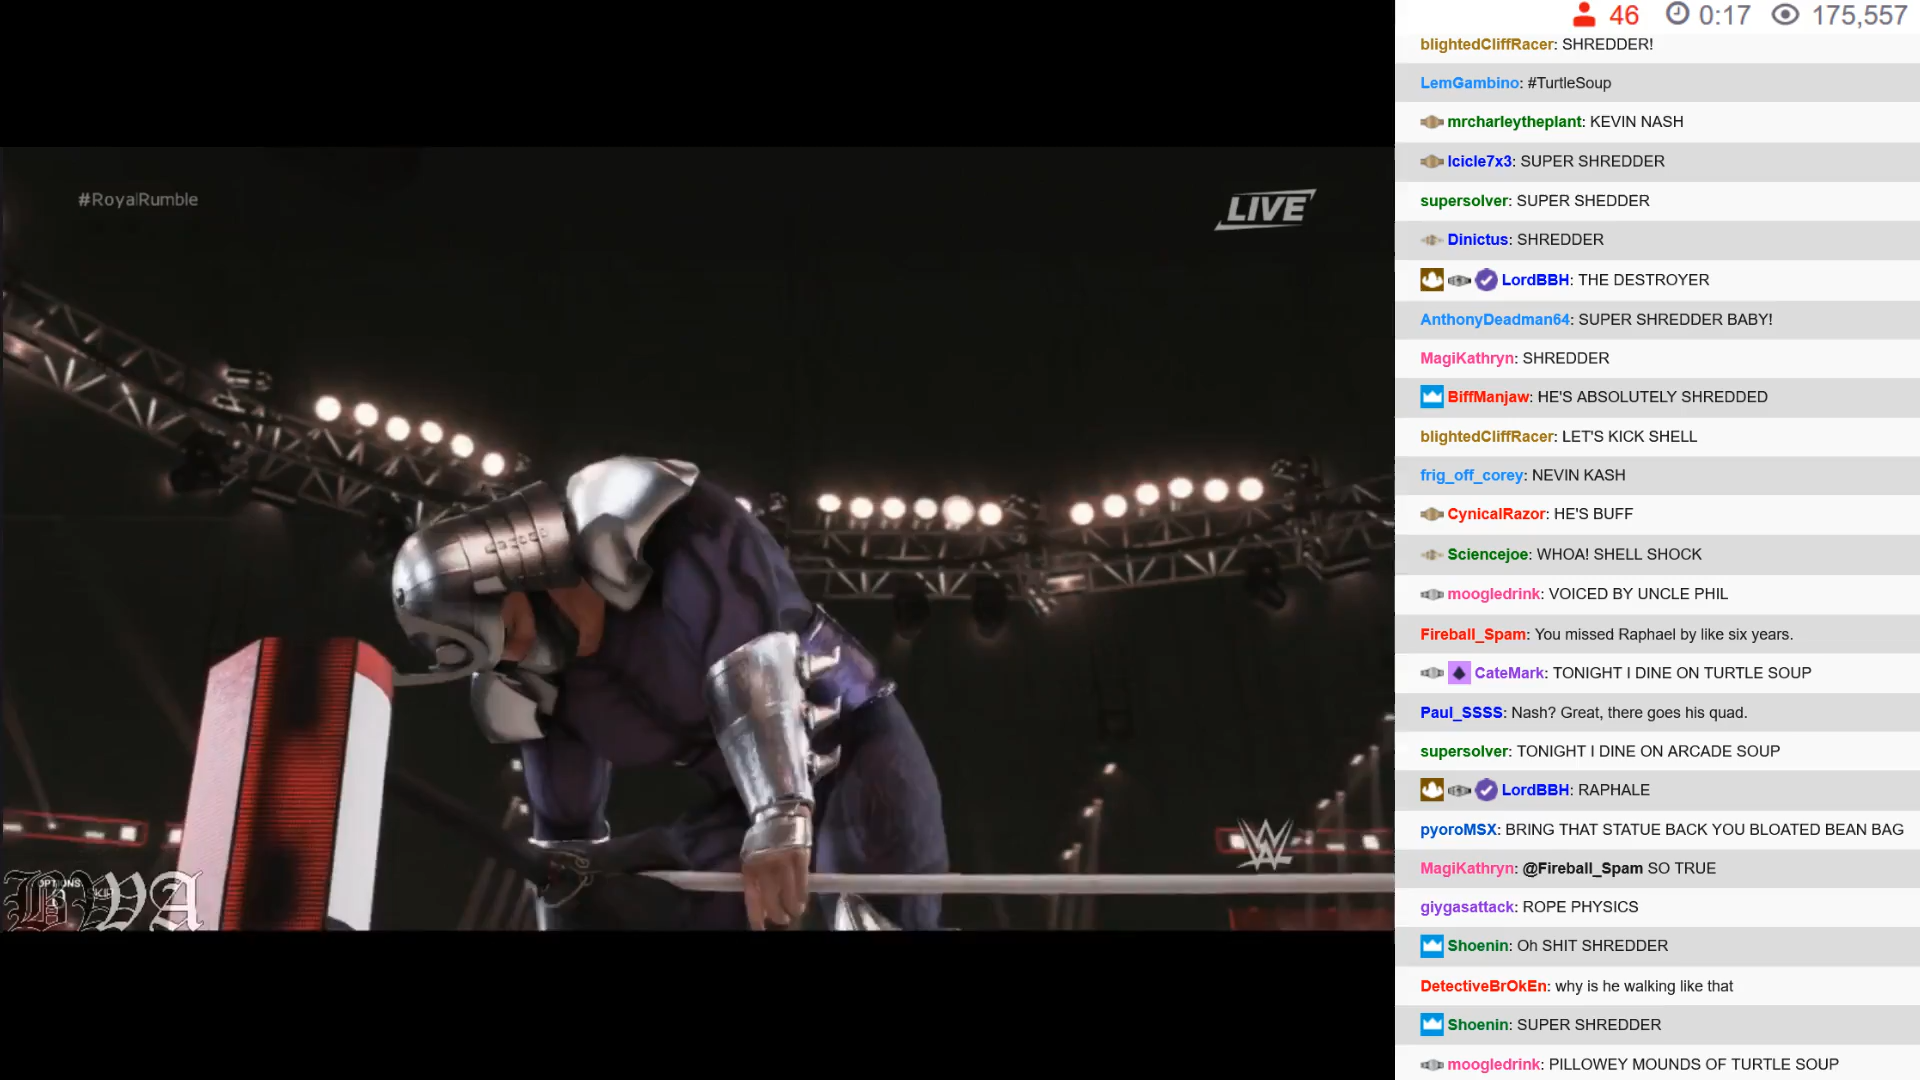 46 0:17 175,557
blightedCliffRacer: SHREDDER!
LemGambino: #TurtleSoup
mrcharleytheplant: KEVIN NASH
Icicle7x3: SUPER SHREDDER
supersolver: SUPER SHEDDER
Dinictus: SHREDDER
LordBBH: THE DESTROYER
AnthonyDeadman64: SUPER SHREDDER BABY!
MagiKathryn: SHREDDER
BiffManjaw: HE'S ABSOLUTELY SHREDDED
blightedCliffRacer: LET'S KICK SHELL
frig_off_corey: NEVIN KASH
CynicalRazor: HE'S BUFF
Sciencejoe: WHOA! SHELL SHOCK
moogledrink: VOICED BY UNCLE PHIL
Fireball_Spam: You missed Raphael by like six years.
CateMark: TONIGHT I DINE ON TURTLE SOUP
Paul_SSSS: Nash? Great, there goes his quad.
supersolver: TONIGHT I DINE ON ARCADE SOUP
LordBBH: RAPHALE
pyoroMSX: BRING THAT STATUE BACK YOU BLOATED BEAN BAG
MagiKathryn: @Fireball_Spam SO TRUE
giygasattack: ROPE PHYSICS
Shoenin: Oh SHIT SHREDDER
DetectiveBrOkEn: why is he walking like that
Shoenin: SUPER SHREDDER
moogledrink: PILLOWEY MOUNDS OF TURTLE SOUP
#RoyalRumble
LIVE
W
OPTIONS SKIP